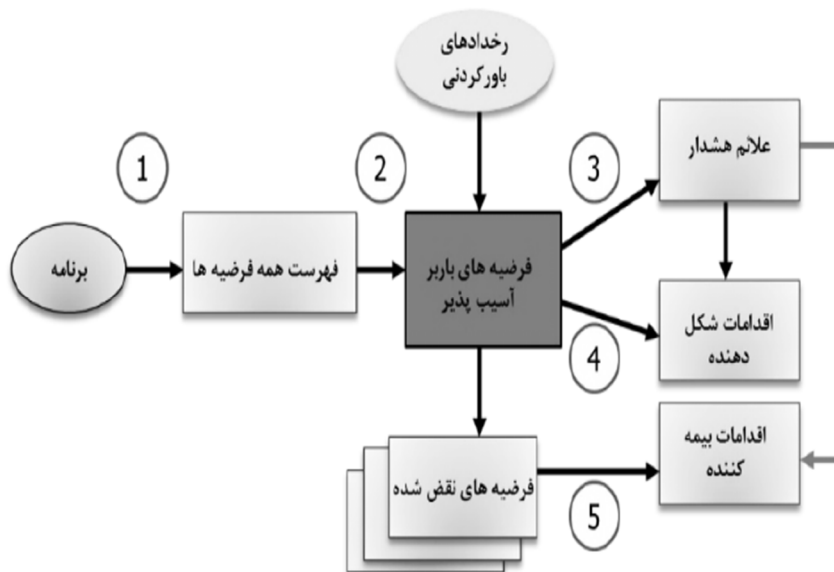 رخدادهای
باورکردنی
1
2
3
علائم هشدار
برنامه
فهرست همه فرضیه ها
فرضیه های باربر
آسیب پذیر
4
اقدامات شکل
دهنده
فرضیه های نقض شده
5
اقدامات بیمه
کننده